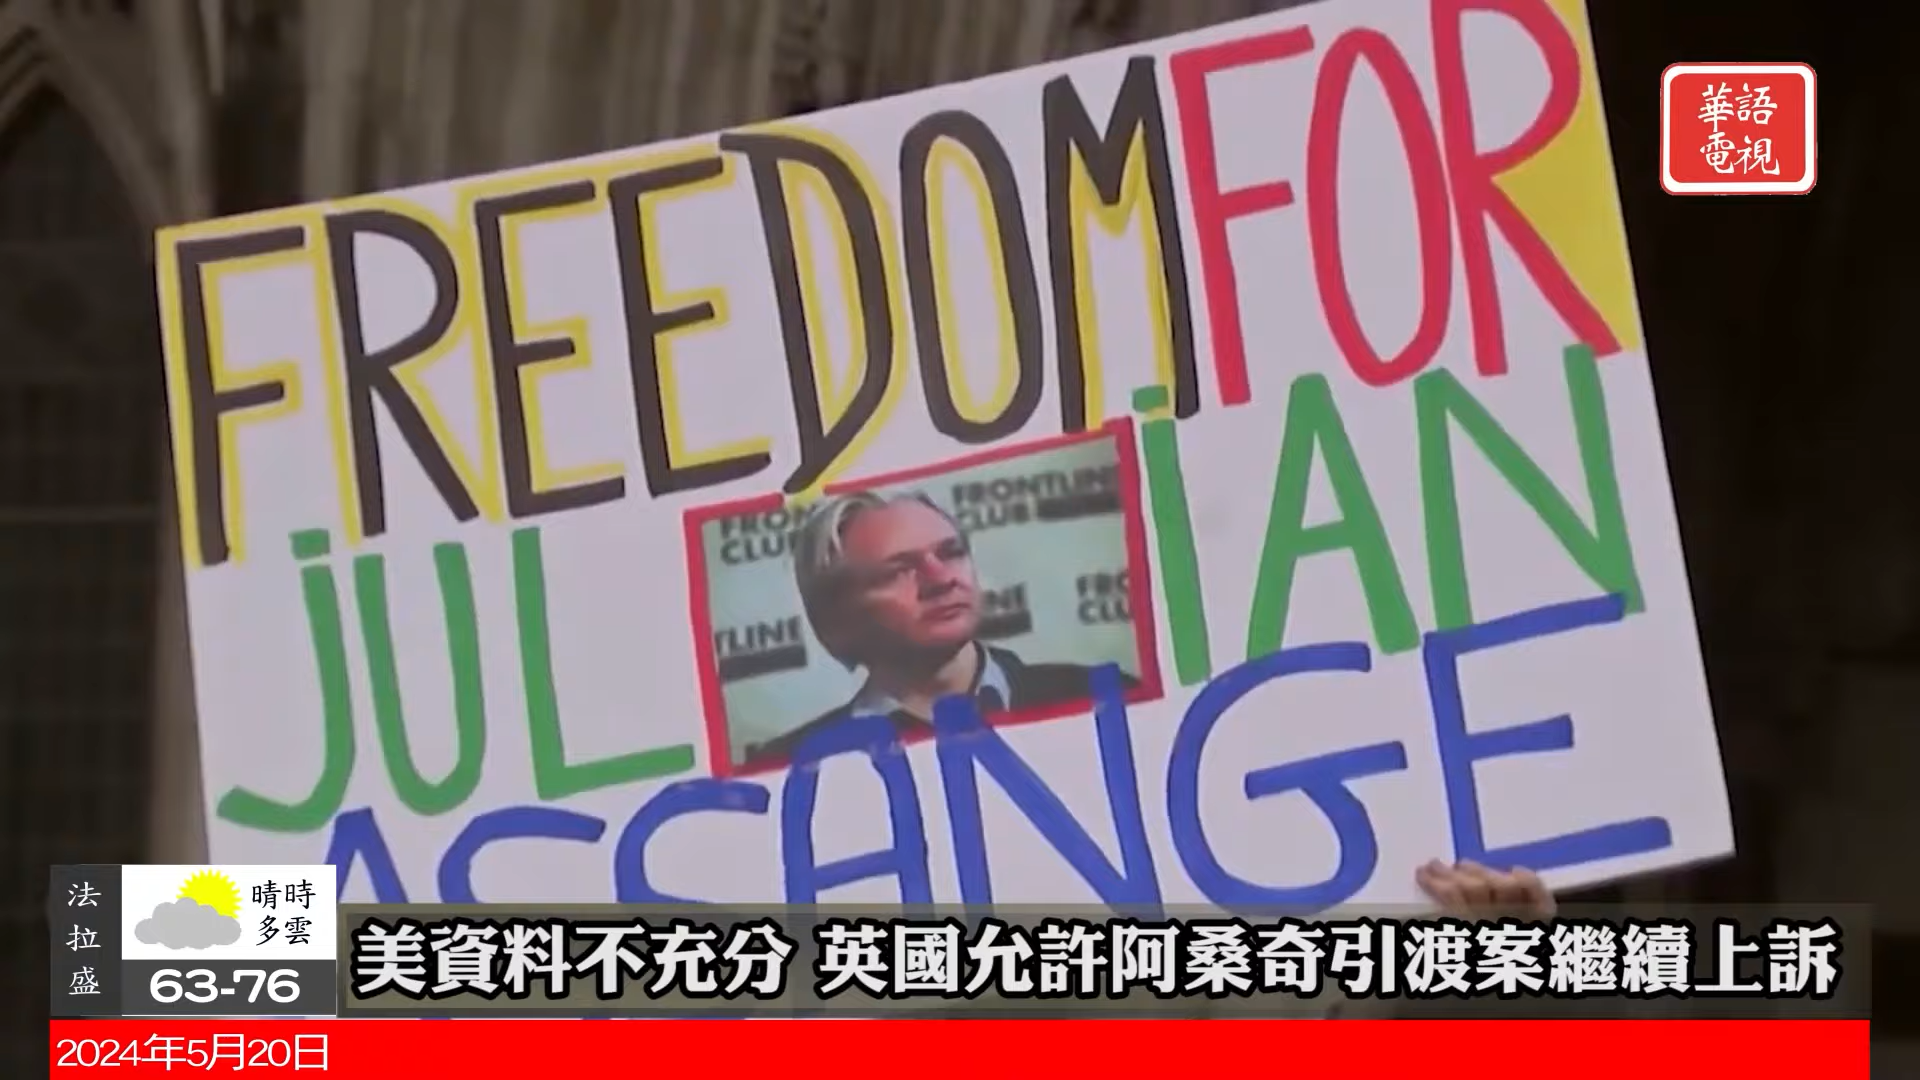 華語
電視
FREEDOM FOR
JULIAN
FRONTLINE
CLUB
ASSANGE
法拉盛
晴時
多雲
63-76
美資料不充分 英國允許阿桑奇引渡案繼續上訴
2024年5月20日